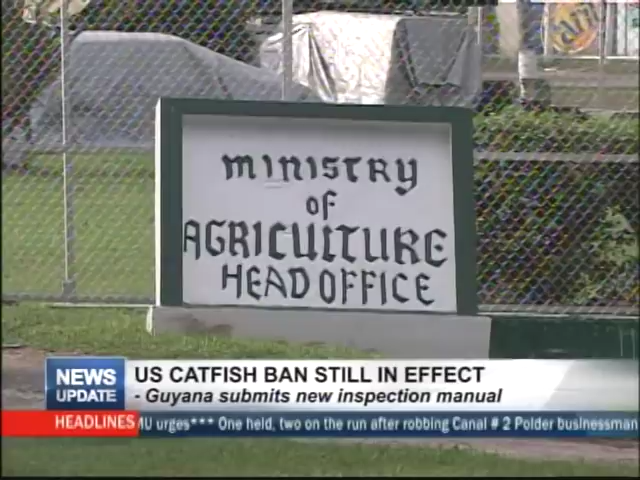 MINISTRY
OF
AGRICULTURE
HEAD OFFICE
NEWS
UPDATE
US CATFISH BAN STILL IN EFFECT
- Guyana submits new inspection manual
HEADLINES
urges*** One held, two on the run after robbing Canal # 2 Polder businessman